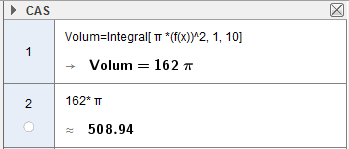 CAS
1
Volum=Integral[ π *(f(x))^2, 1, 10]
→ Volum = 162 π
2
162* π
≈ 508.94